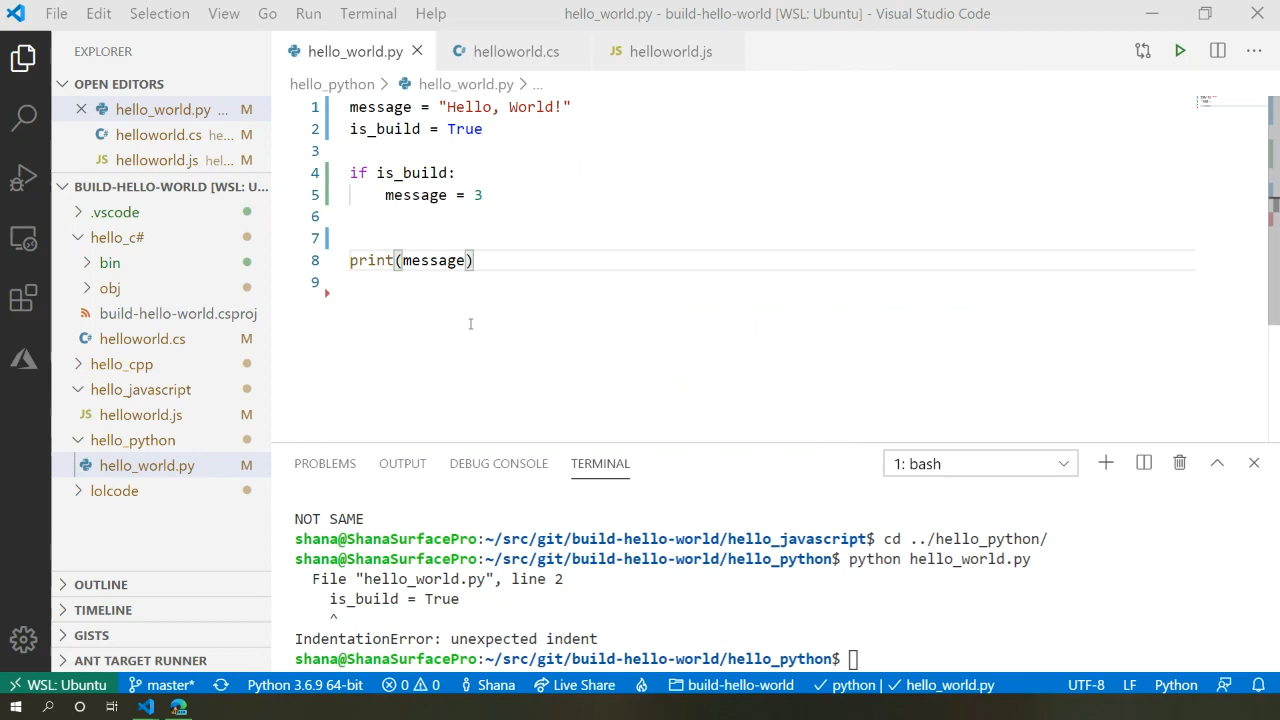 File Edit Selection View Go Run Terminal Help hello_world.py - build-hello-world [WSL: Ubuntu] - Visual Studio Code
EXPLORER
OPEN EDITORS
hello_world.py ... M
helloworld.cs he... M
JS helloworld.js hel... M
BUILD-HELLO-WORLD [WSL: U...
.vscode
hello_c#
bin
obj
build-hello-world.csproj
helloworld.cs M
hello_cpp
hello_javascript
JS helloworld.js M
hello_python
hello_world.py M
lolcode
OUTLINE
TIMELINE
GISTS
ANT TARGET RUNNER
hello_world.py helloworld.cs JS helloworld.js
hello_python > hello_world.py > ...
1 message = "Hello, World!"
2 is_build = True
3
4 if is_build:
5 message = 3
6
7
8 print(message)
9
PROBLEMS OUTPUT DEBUG CONSOLE TERMINAL 1: bash
NOT SAME
shana@ShanaSurfacePro:~/src/git/build-hello-world/hello_javascript$ cd ../hello_python/
shana@ShanaSurfacePro:~/src/git/build-hello-world/hello_python$ python hello_world.py
File "hello_world.py", line 2
is_build = True
^
IndentationError: unexpected indent
shana@ShanaSurfacePro:~/src/git/build-hello-world/hello_python$
WSL: Ubuntu master* Python 3.6.9 64-bit 0 0 Shana Live Share build-hello-world python | hello_world.py UTF-8 LF Python